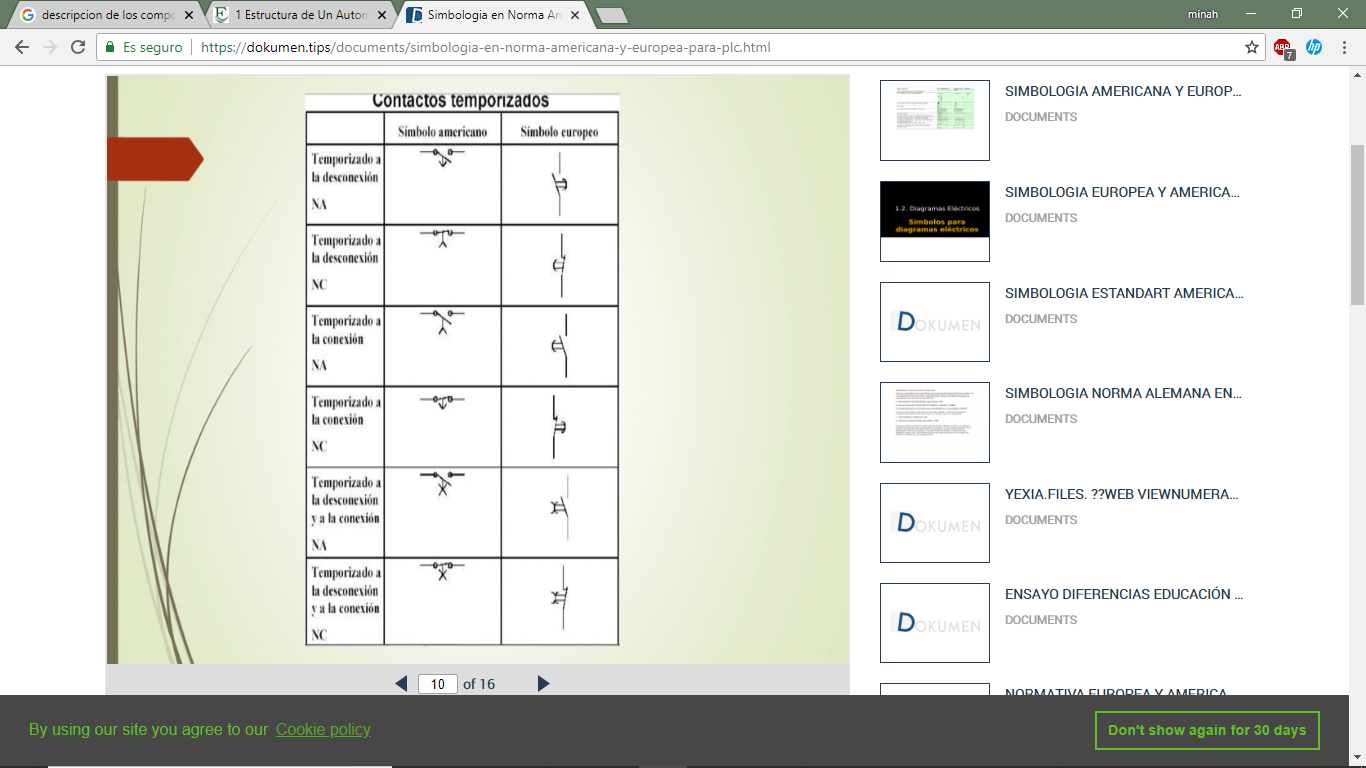 descripcion de los compo
1 Estructura de Un Autom
Simbologia en Norma Am
minah
Es seguro
https://dokumen.tips/documents/simbologia-en-norma-americana-y-europea-para-plc.html
ABP
7
hp
Contactos temporizados
Símbolo americano
Símbolo europeo
Temporizado a
la desconexión
NA
Temporizado a
la desconexión
NC
Temporizado a
la conexión
NA
Temporizado a
la conexión
NC
Temporizado a
la desconexión
y a la conexión
NA
Temporizado a
la desconexión
y a la conexión
NC
10 of 16
SIMBOLOGIA AMERICANA Y EUROP...
DOCUMENTS
1.2. Diagramas Eléctricos
Símbolos para
diagramas eléctricos
SIMBOLOGIA EUROPEA Y AMERICA...
DOCUMENTS
DOKUMEN
SIMBOLOGIA ESTANDART AMERICA...
DOCUMENTS
SIMBOLOGIA NORMA ALEMANA EN...
DOCUMENTS
DOKUMEN
YEXIA.FILES. ??WEB VIEWNUMERA...
DOCUMENTS
DOKUMEN
ENSAYO DIFERENCIAS EDUCACIÓN ...
DOCUMENTS
NORMATIVA EUROPEA Y AMERICA
By using our site you agree to our Cookie policy
Don't show again for 30 days